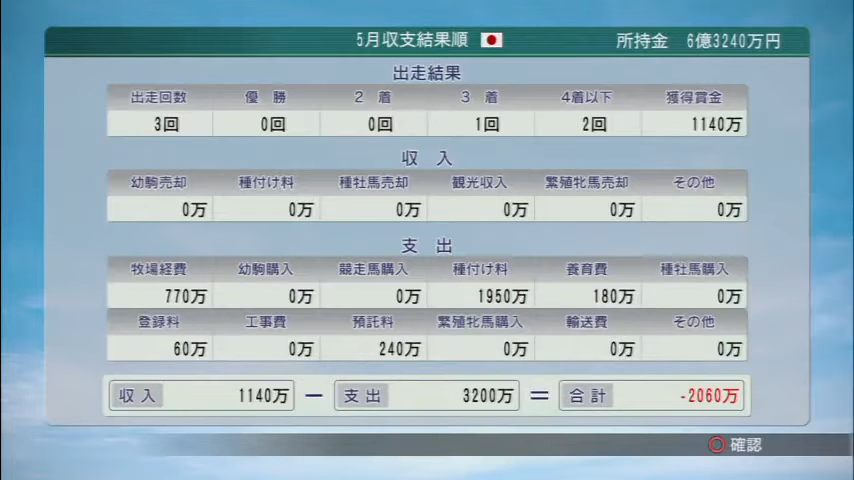 5月収支結果順 所持金 6億3240万円
出走結果
出走回数 優勝 2着 3着 4着以下 獲得賞金
3回 0回 0回 1回 2回 1140万
収入
幼駒売却 種付け料 種牡馬売却 観光収入 繁殖牝馬売却 その他
0万 0万 0万 0万 0万 0万
支出
牧場経費 幼駒購入 競走馬購入 種付け料 養育費 種牡馬購入
770万 0万 0万 1950万 180万 0万
登録料 工事費 預託料 繁殖牝馬購入 輸送費 その他
60万 0万 240万 0万 0万 0万
収入 1140万 － 支出 3200万 ＝ 合計 -2060万
確認